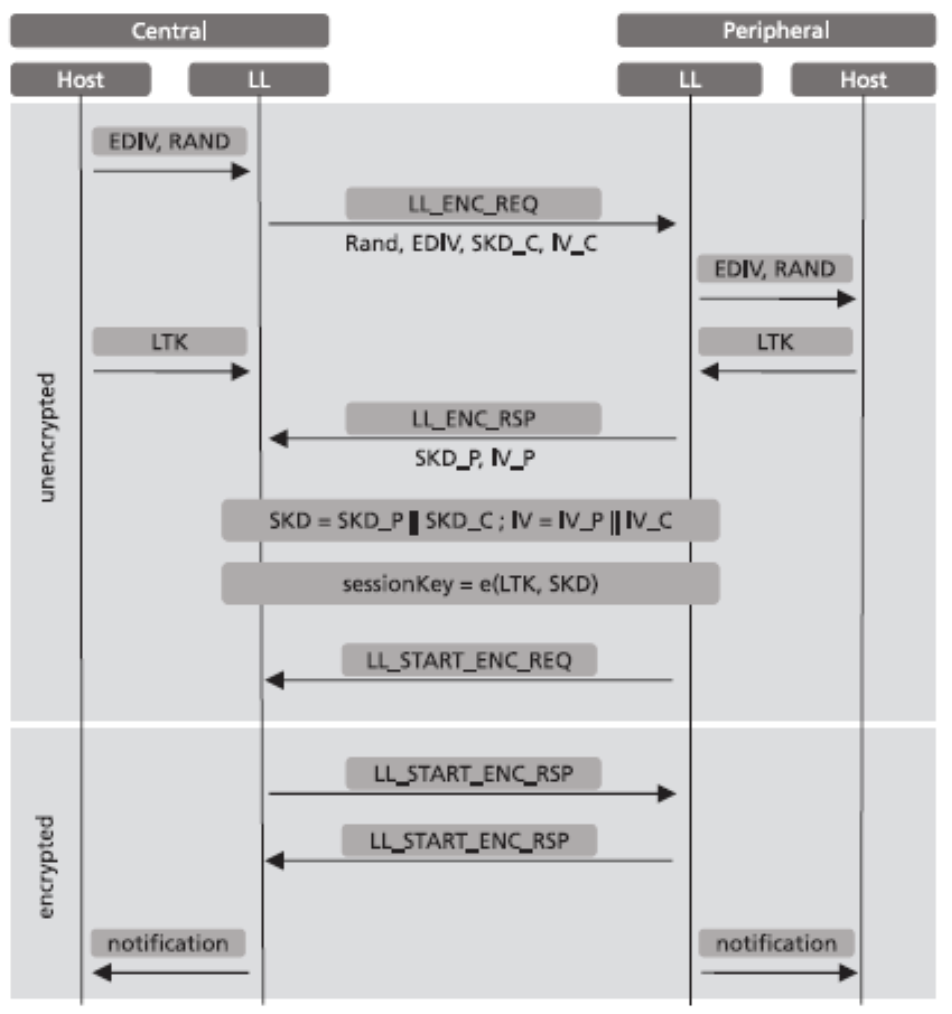 Central
Peripheral
Host
LL
LL
Host
EDIV, RAND
LL_ENC_REQ
Rand, EDIV, SKD_C, IV_C
EDIV, RAND
LTK
LTK
unencrypted
LL_ENC_RSP
SKD_P, IV_P
SKD = SKD_P || SKD_C ; IV = IV_P || IV_C
sessionKey = e(LTK, SKD)
LL_START_ENC_REQ
LL_START_ENC_RSP
LL_START_ENC_RSP
encrypted
notification
notification